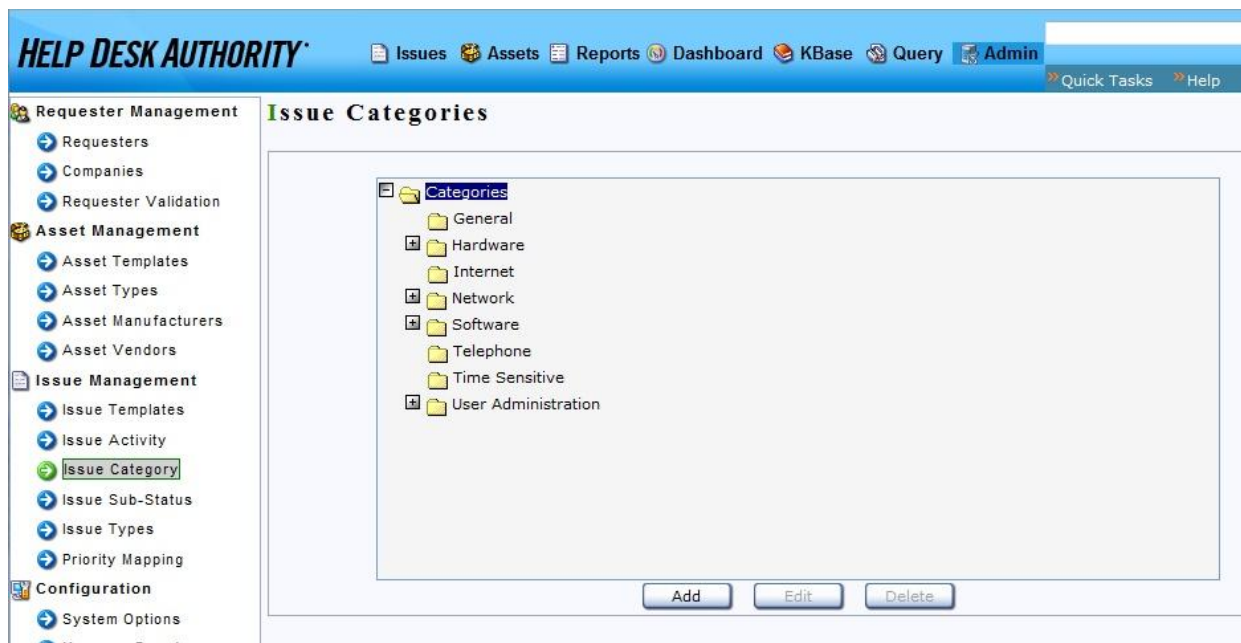 HELP DESK AUTHORITY
Issues Assets Reports Dashboard KBase Query Admin
»Quick Tasks »Help
Requester Management
Requesters
Companies
Requester Validation
Asset Management
Asset Templates
Asset Types
Asset Manufacturers
Asset Vendors
Issue Management
Issue Templates
Issue Activity
Issue Category
Issue Sub-Status
Issue Types
Priority Mapping
Configuration
System Options
Issue Categories
Categories
General
Hardware
Internet
Network
Software
Telephone
Time Sensitive
User Administration
Add Edit Delete